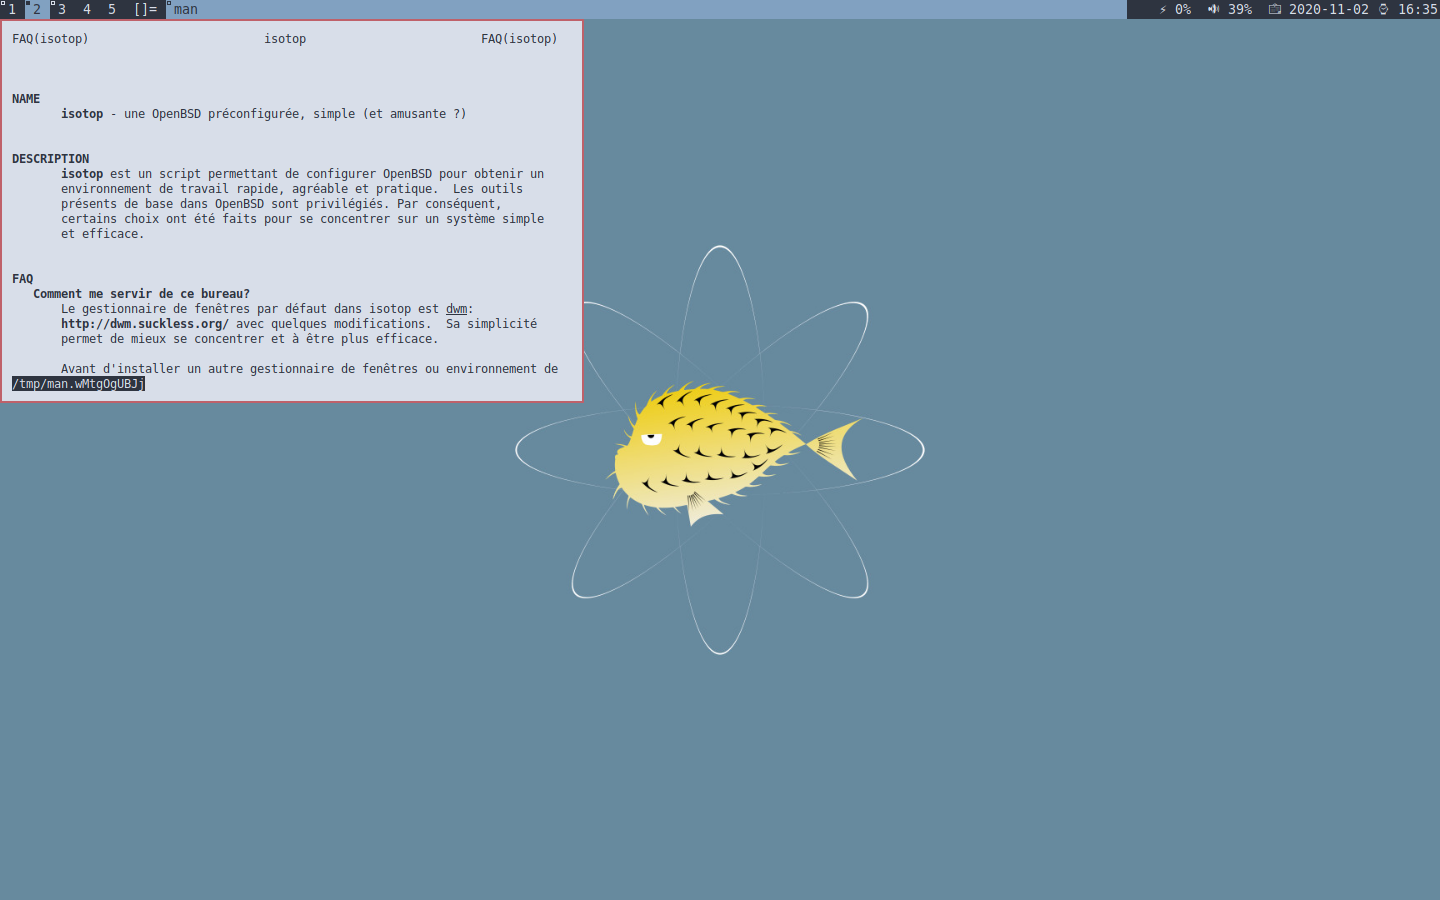 1 2 3 4 5 []= man 0% 39% 2020-11-02 16:35
FAQ(isotop) isotop FAQ(isotop)
NAME
isotop - une OpenBSD préconfigurée, simple (et amusante ?)
DESCRIPTION
isotop est un script permettant de configurer OpenBSD pour obtenir un
environnement de travail rapide, agréable et pratique. Les outils
présents de base dans OpenBSD sont privilégiés. Par conséquent,
certains choix ont été faits pour se concentrer sur un système simple
et efficace.
FAQ
Comment me servir de ce bureau?
Le gestionnaire de fenêtres par défaut dans isotop est dwm:
http://dwm.suckless.org/ avec quelques modifications. Sa simplicité
permet de mieux se concentrer et à être plus efficace.
Avant d'installer un autre gestionnaire de fenêtres ou environnement de
/tmp/man.wMtgOgUBJj